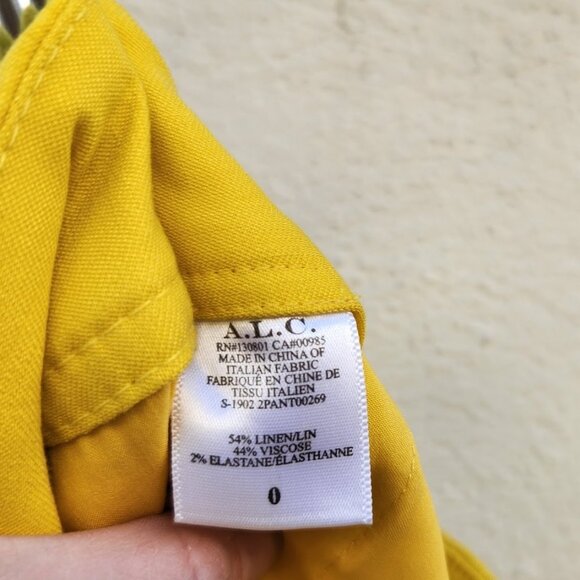 A.L.C.
RN#130801 CA#00985
MADE IN CHINA OF
ITALIAN FABRIC
FABRIQUÉ EN CHINE DE
TISSU ITALIEN
S-1902 2PANT00269
54% LINEN/LIN
44% VISCOSE
2% ELASTANE/ÉLASTHANNE
0